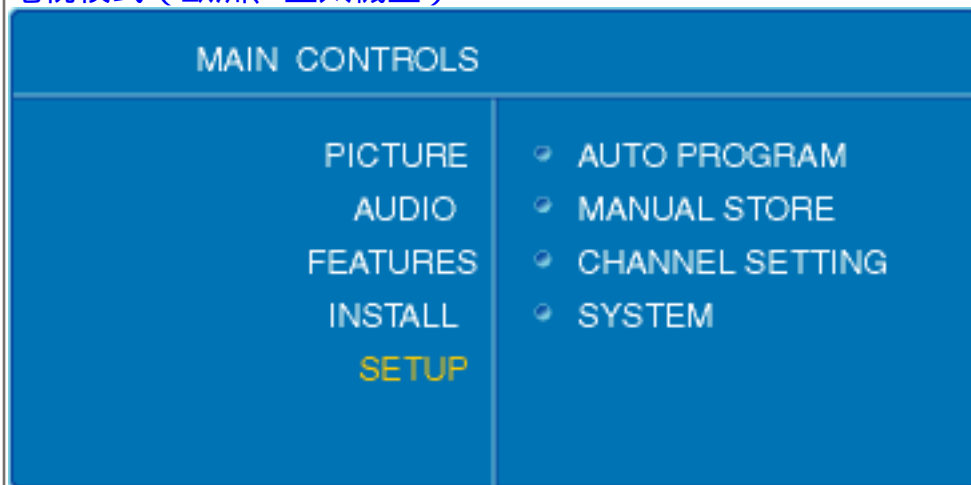 MAIN CONTROLS
PICTURE
AUDIO
FEATURES
INSTALL
SETUP
AUTO PROGRAM
MANUAL STORE
CHANNEL SETTING
SYSTEM